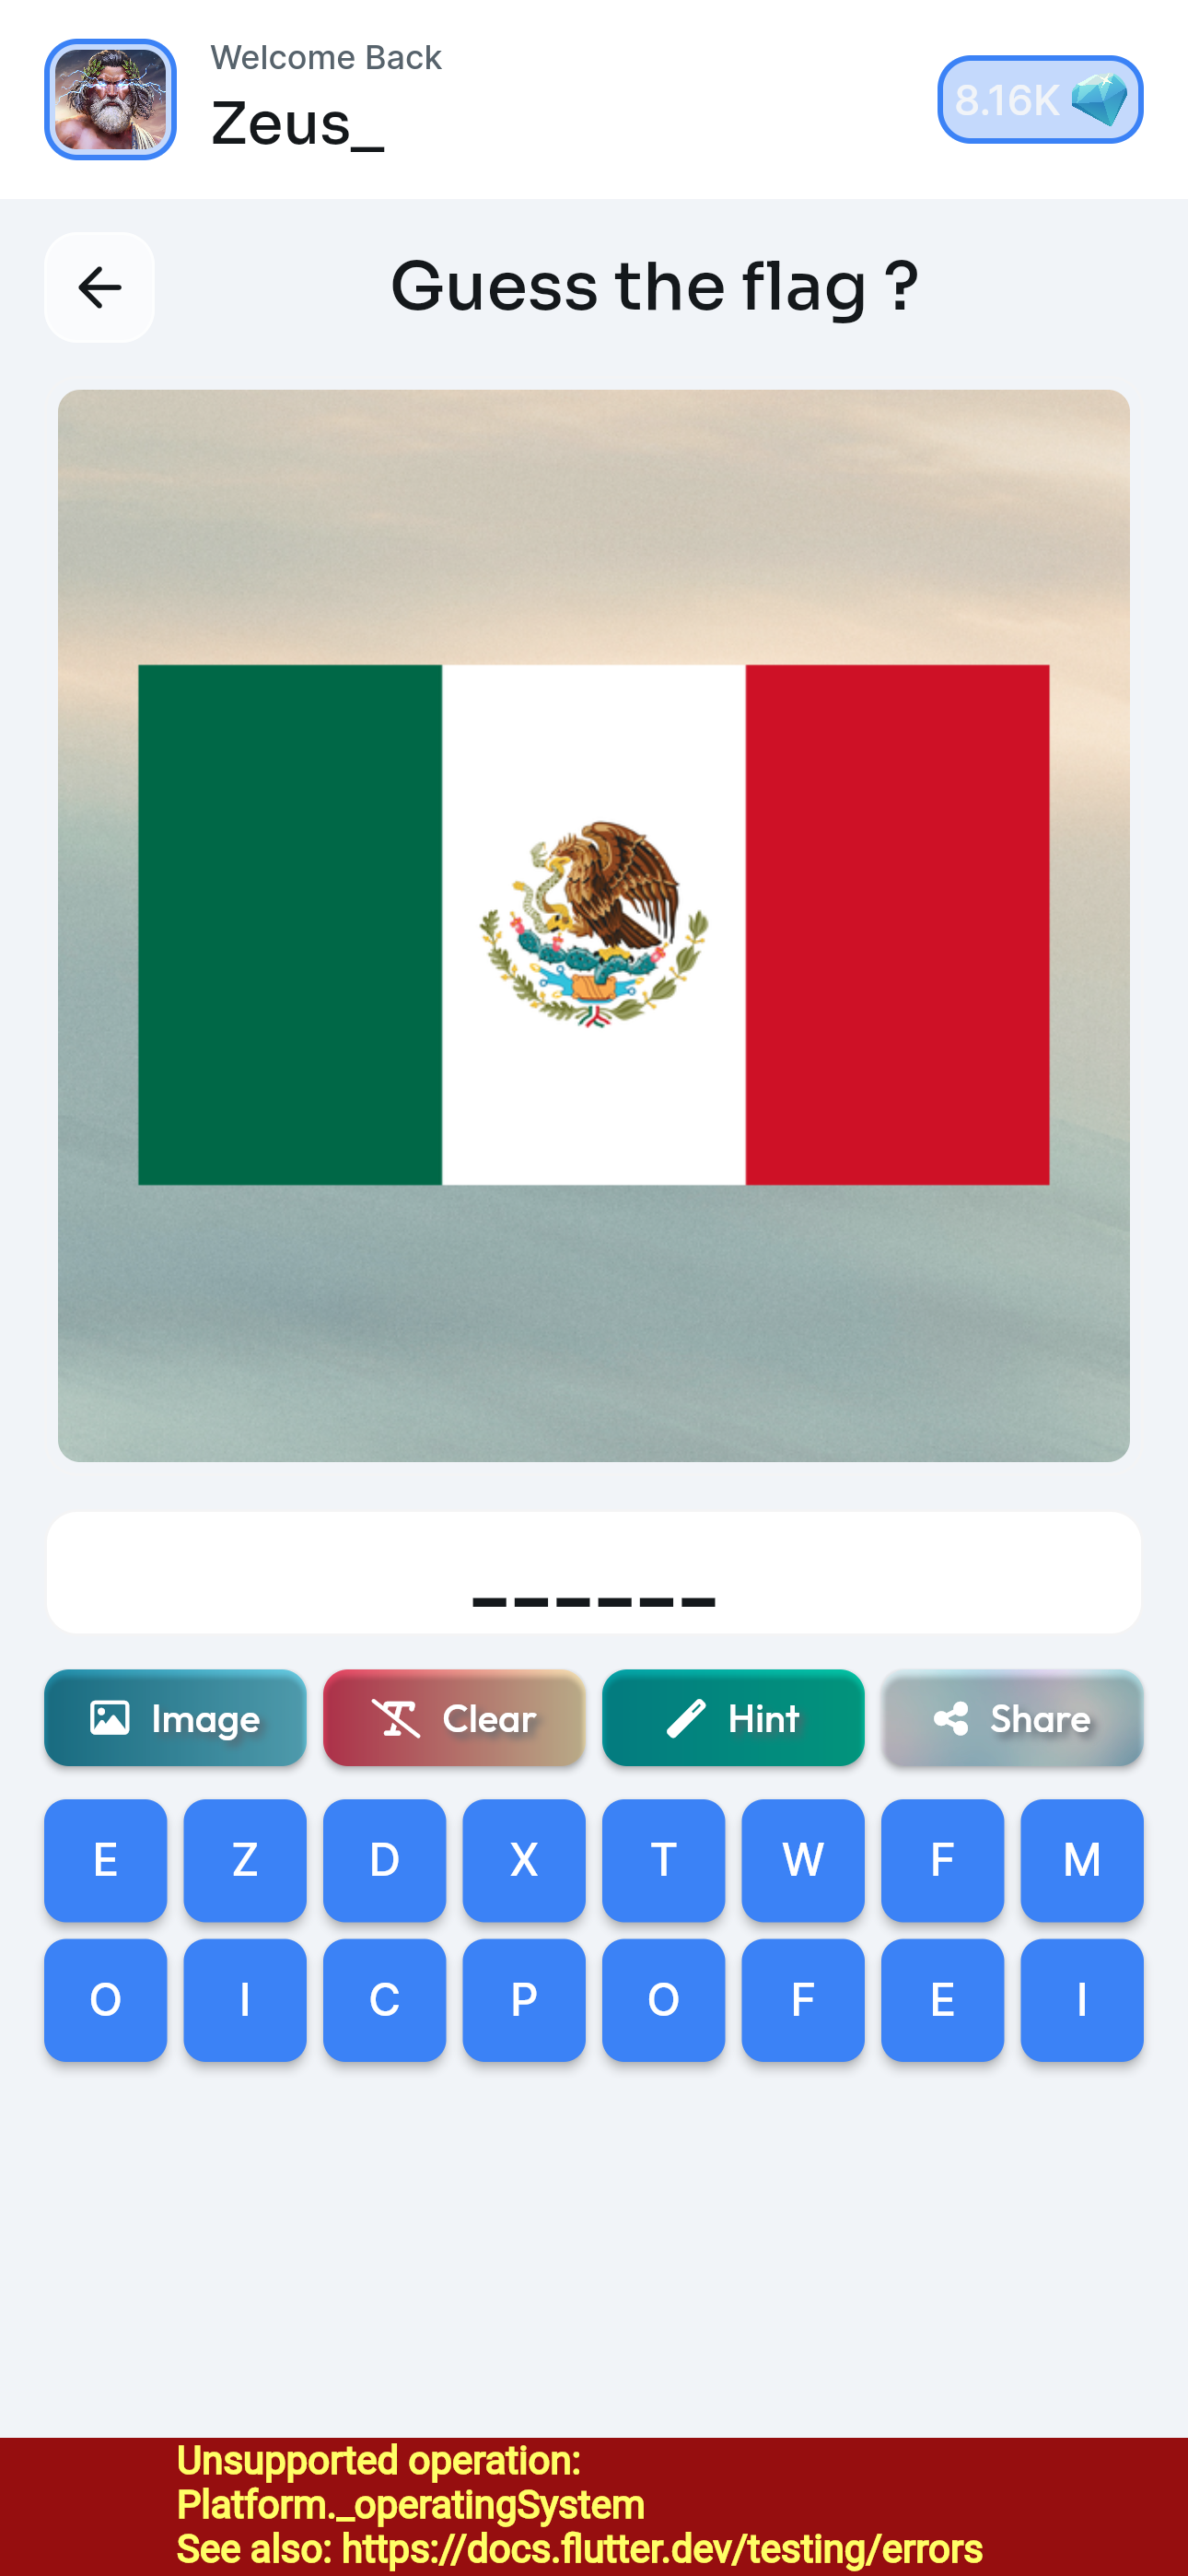 Welcome Back
Zeus_
8.16K
Guess the flag ?
______
Image Clear Hint Share
E Z D X T W F M
O I C P O F E I
Unsupported operation:
Platform._operatingSystem
See also: https://docs.flutter.dev/testing/errors